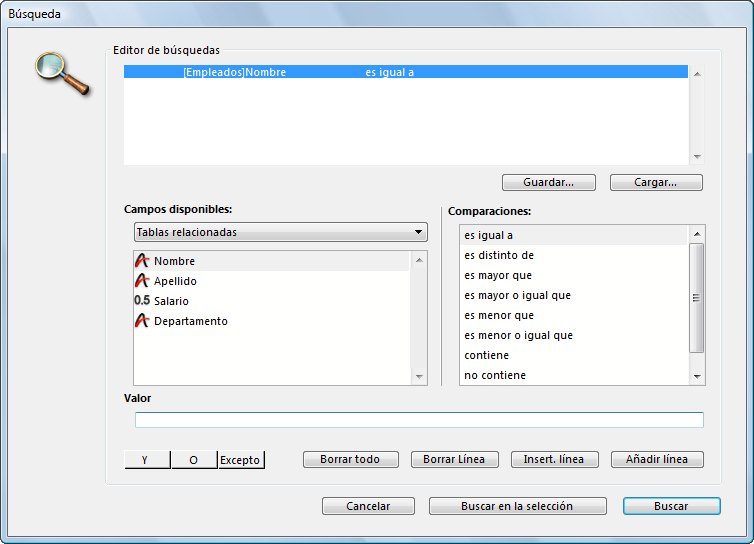 Búsqueda
Editor de búsquedas
[Empleados]Nombre es igual a
Guardar... Cargar...
Campos disponibles: Comparaciones:
Tablas relacionadas
es igual a
es distinto de
es mayor que
es mayor o igual que
es menor que
es menor o igual que
contiene
no contiene
Nombre
Apellido
0.5 Salario
Departamento
Valor
Y O Excepto Borrar todo Borrar Línea Insert. línea Añadir línea
Cancelar Buscar en la selección Buscar